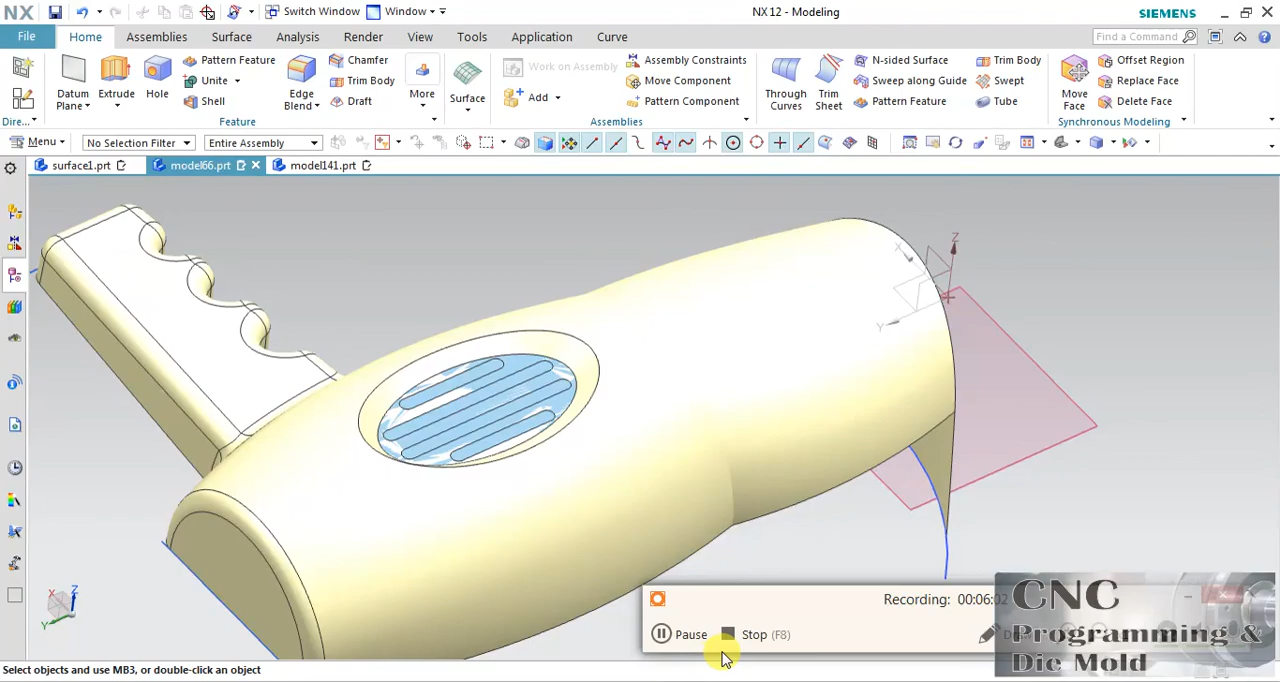 NX
Switch Window
Window
NX 12 - Modeling
SIEMENS
File
Home
Assemblies
Surface
Analysis
Render
View
Tools
Application
Curve
Find a Command
Datum
Plane
Extrude
Hole
Pattern Feature
Unite
Shell
Edge
Blend
Chamfer
Trim Body
Draft
More
Surface
Work on Assembly
Add
Assembly Constraints
Move Component
Pattern Component
Through
Curves
Trim
Sheet
N-sided Surface
Sweep along Guide
Pattern Feature
Trim Body
Swept
Tube
Move
Face
Offset Region
Replace Face
Delete Face
Dire...
Feature
Assemblies
Synchronous Modeling
Menu
No Selection Filter
Entire Assembly
surface1.prt
model66.prt
model141.prt
X
Z
Y
Recording: 00:06:02
Pause
Stop (F8)
CNC
Programming &
Die Mold
X
Z
Y
Select objects and use MB3, or double-click an object